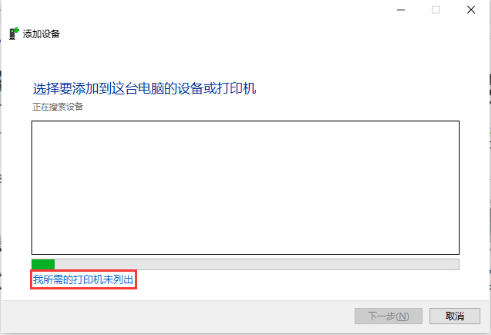 添加设备
选择要添加到这台电脑的设备或打印机
正在搜索设备
我所需的打印机未列出
下一步(N)
取消